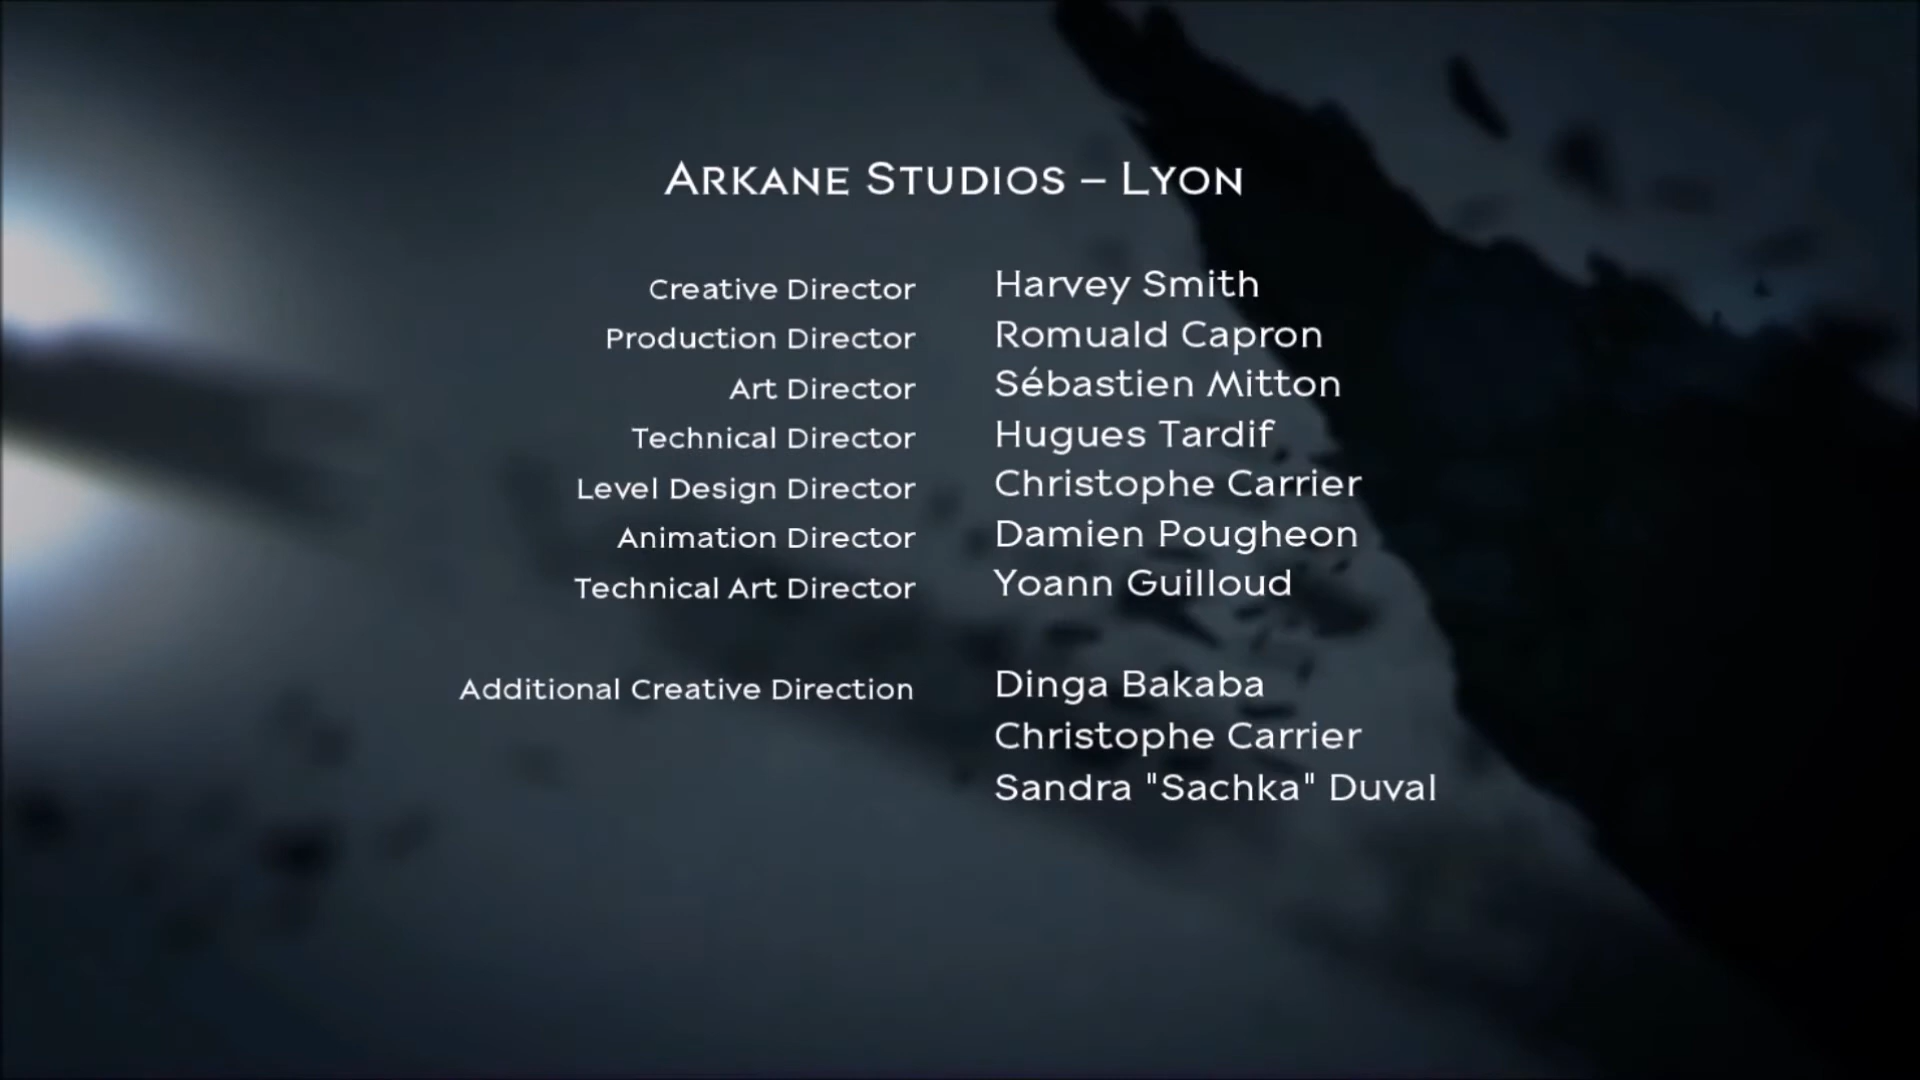 Arkane Studios – Lyon
Creative Director Harvey Smith
Production Director Romuald Capron
Art Director Sébastien Mitton
Technical Director Hugues Tardif
Level Design Director Christophe Carrier
Animation Director Damien Pougheon
Technical Art Director Yoann Guilloud
Additional Creative Direction Dinga Bakaba
Christophe Carrier
Sandra "Sachka" Duval